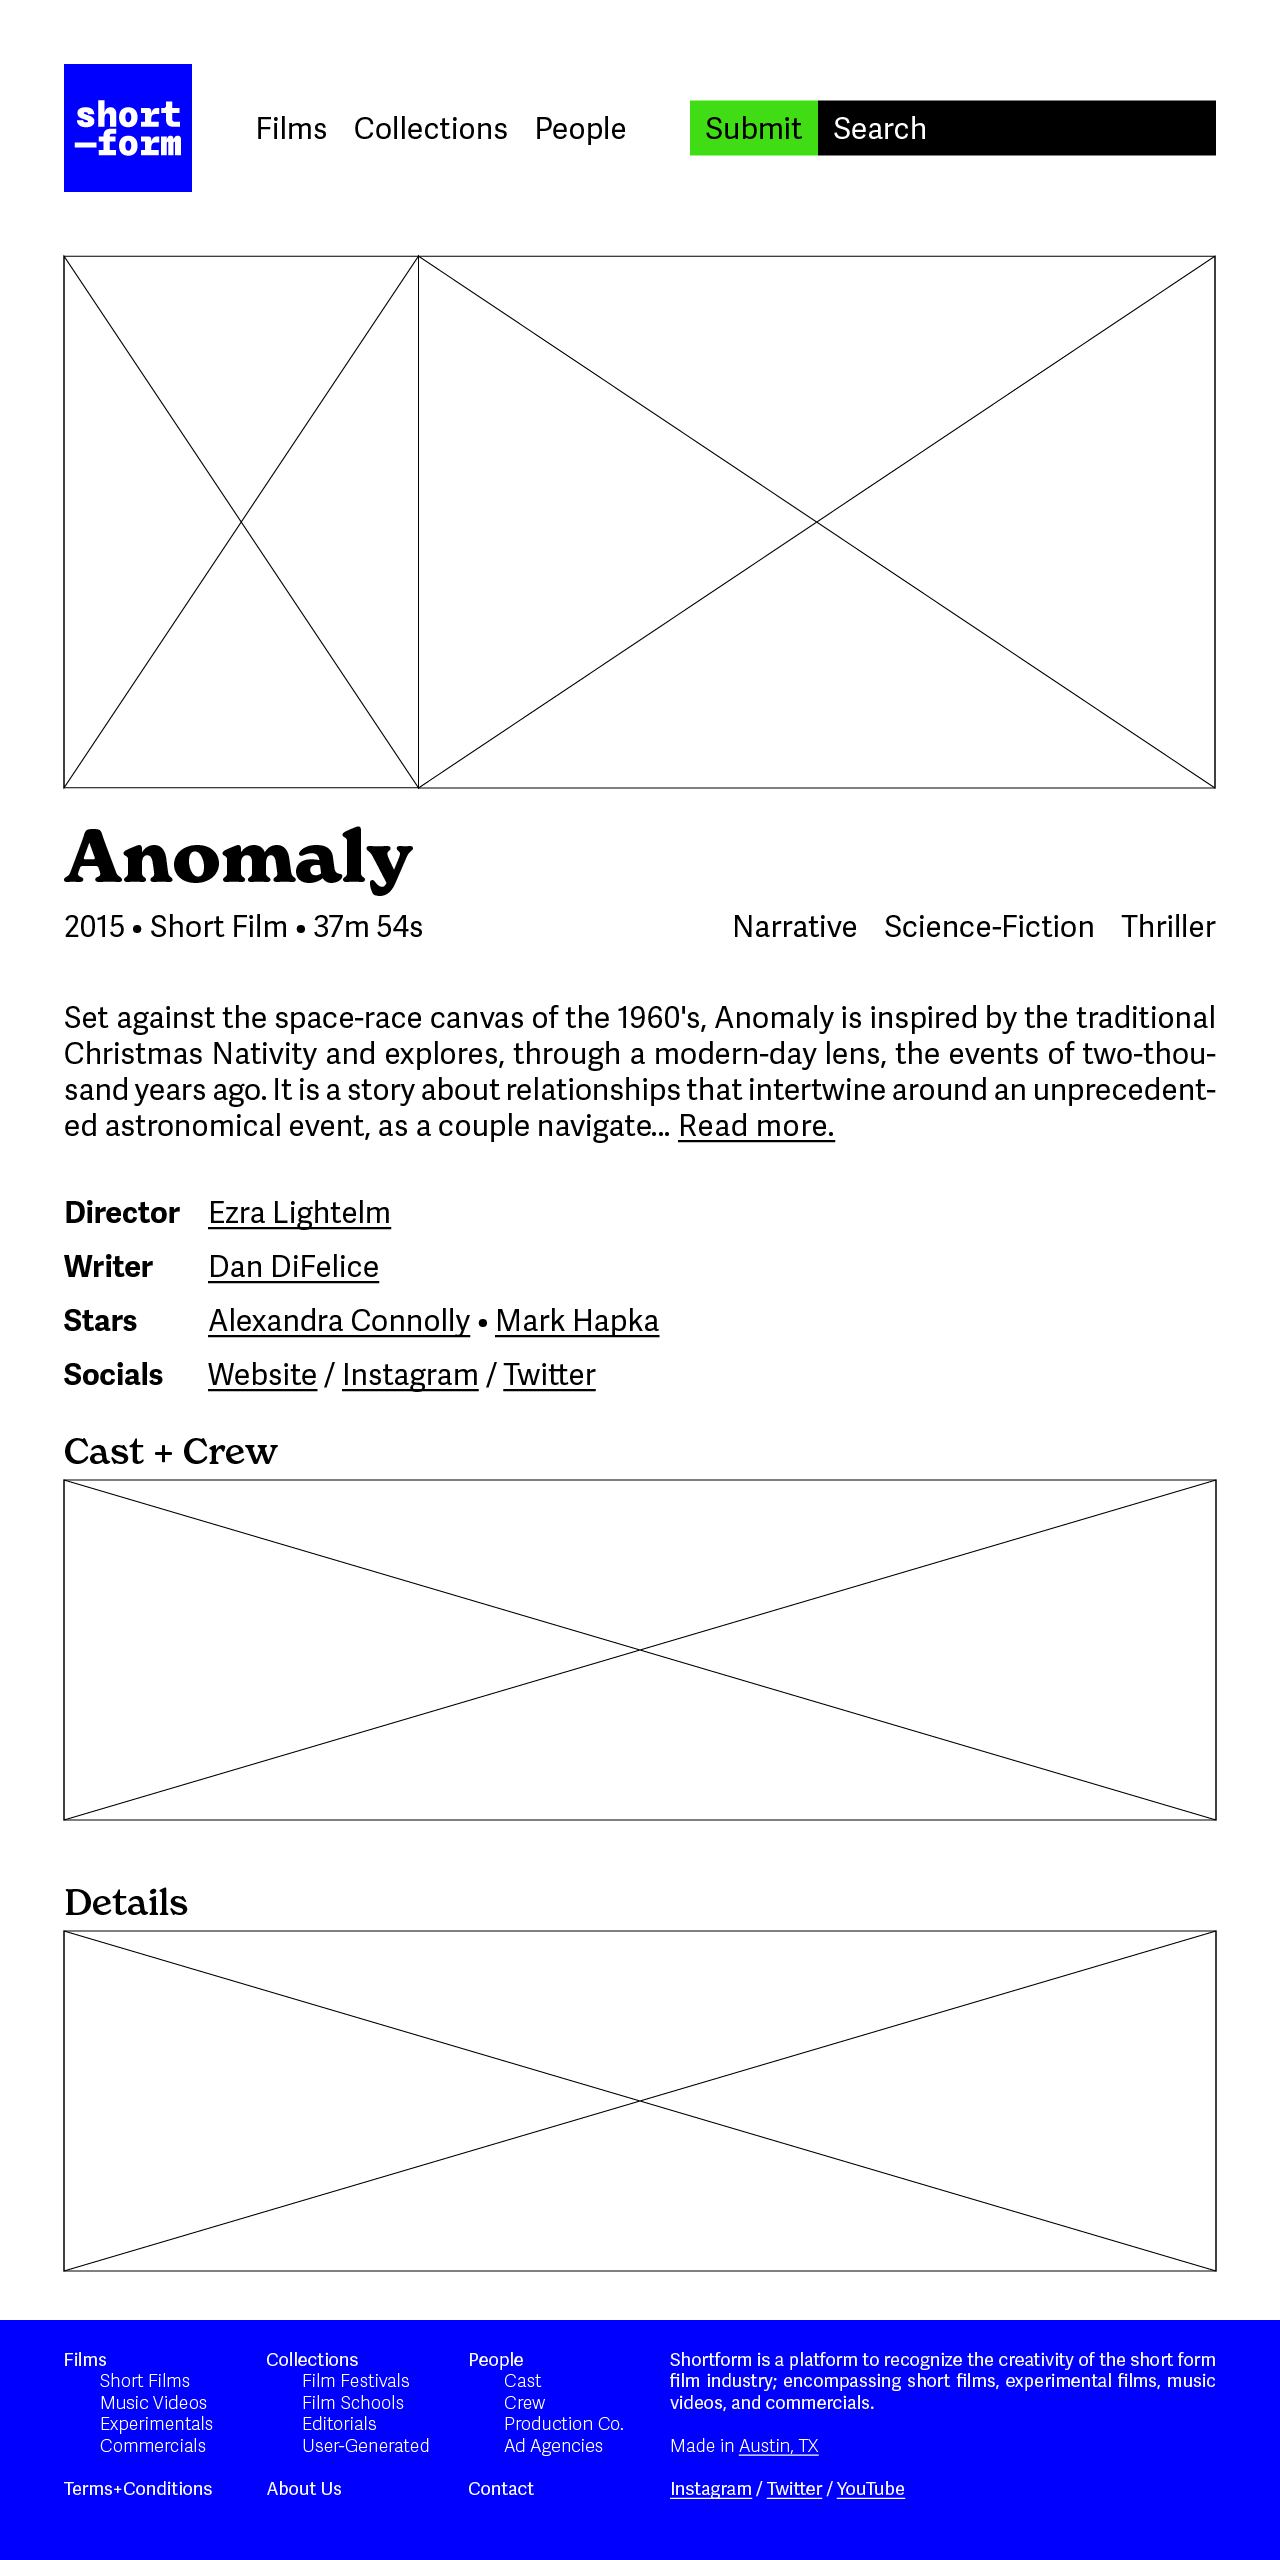 short
–form
Films Collections People
Submit Search
Anomaly
2015 • Short Film • 37m 54s
Narrative Science-Fiction Thriller
Set against the space-race canvas of the 1960's, Anomaly is inspired by the traditional
Christmas Nativity and explores, through a modern-day lens, the events of two-thou-
sand years ago. It is a story about relationships that intertwine around an unprecedent-
ed astronomical event, as a couple navigate... Read more.
Director Ezra Lightelm
Writer Dan DiFelice
Stars Alexandra Connolly • Mark Hapka
Socials Website / Instagram / Twitter
Cast + Crew
Details
Films
Short Films
Music Videos
Experimentals
Commercials
Terms+Conditions
Collections
Film Festivals
Film Schools
Editorials
User-Generated
About Us
People
Cast
Crew
Production Co.
Ad Agencies
Contact
Shortform is a platform to recognize the creativity of the short form
film industry; encompassing short films, experimental films, music
videos, and commercials.
Made in Austin, TX
Instagram / Twitter / YouTube